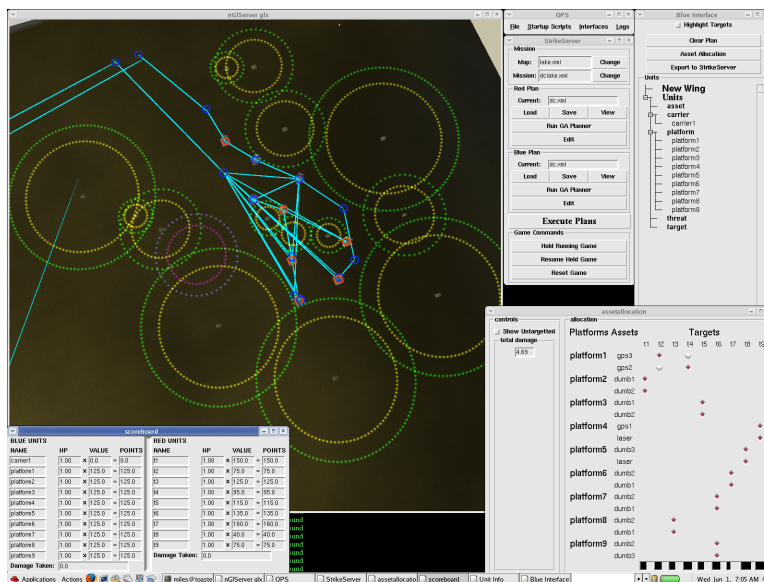 nGlServer glx
OPS
File Startup Scripts Interfaces Logs
StrikeServer
Mission
Map: lake.xml Change
Mission: dclake.xml Change
Red Plan
Current: dc.xml
Load Save View
Run GA Planner
Edit
Blue Plan
Current: dc.xml
Load Save View
Run GA Planner
Edit
Execute Plans
Game Commands
Hold Running Game
Resume Held Game
Reset Game
Blue Interface
Highlight Targets
Clear Plan
Asset Allocation
Export to StrikeServer
Units
New Wing
Units
asset
carrier
carrier1
platform
platform1
platform2
platform3
platform4
platform5
platform6
platform7
platform8
platform9
threat
target
assetallocation
controls
Show Untargetted
total damage
4.69
allocation
Platforms Assets Targets
t1 t2 t4 t5 t6 t7 t8 t9
platform1 gps3
gps2
platform2 dumb1
dumb2
platform3 dumb1
dumb2
platform4 gps1
laser
platform5 dumb3
laser
platform6 dumb2
dumb1
platform7 dumb2
dumb1
platform8 dumb2
dumb1
platform9 dumb2
dumb3
scoreboard
BLUE UNITS
NAME HP VALUE POINTS
carrier1 1.00 x 0.0 = 0.0
platform1 1.00 x 125.0 = 125.0
platform2 1.00 x 125.0 = 125.0
platform3 1.00 x 125.0 = 125.0
platform4 1.00 x 125.0 = 125.0
platform5 1.00 x 125.0 = 125.0
platform6 1.00 x 125.0 = 125.0
platform7 1.00 x 125.0 = 125.0
platform8 1.00 x 125.0 = 125.0
platform9 1.00 x 125.0 = 125.0
Damage Taken: 0.0
RED UNITS
NAME HP VALUE POINTS
t1 1.00 x 150.0 = 150.0
t2 1.00 x 75.0 = 75.0
t3 1.00 x 125.0 = 125.0
t4 1.00 x 95.0 = 95.0
t5 1.00 x 115.0 = 115.0
t6 1.00 x 135.0 = 135.0
t7 1.00 x 160.0 = 160.0
t8 1.00 x 40.0 = 40.0
t9 1.00 x 75.0 = 75.0
Damage Taken: 0.0
ound
ound
ound
ound
ound
ound
Applications Actions miles@toaste nGlServer glx OPS StrikeServer assetallocatio scoreboard Unit Info Blue Interface Wed Jun 1, 7:05 AM